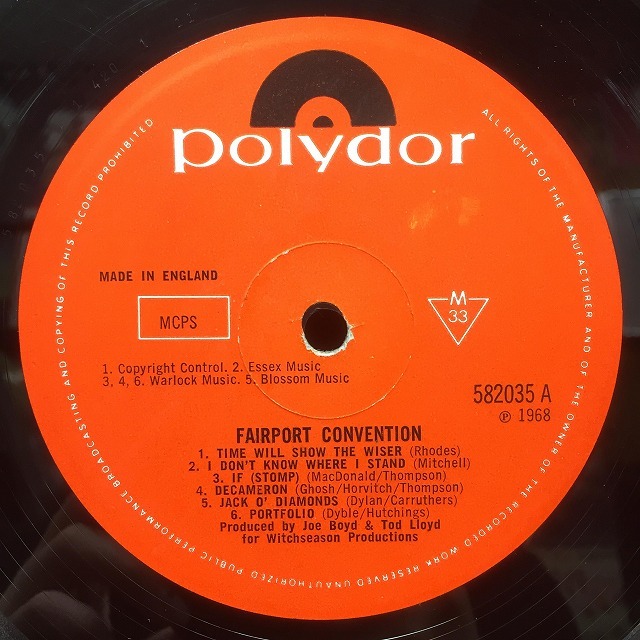 polydor
ALL RIGHTS OF THE MANUFACTURER AND OF THE OWNER OF THE RECORDED WORK RESERVED UNAUTHORIZED PUBLIC PERFORMANCE BROADCASTING AND COPYING OF THIS RECORD PROHIBITED
MADE IN ENGLAND
MCPS
M
33
1. Copyright Control. 2. Essex Music
3, 4, 6. Warlock Music. 5. Blossom Music
582035 A
℗ 1968
FAIRPORT CONVENTION
1. TIME WILL SHOW THE WISER (Rhodes)
2. I DON'T KNOW WHERE I STAND (Mitchell)
3. IF (STOMP) (MacDonald/Thompson)
4. DECAMERON (Ghosh/Horvitch/Thompson)
5. JACK O' DIAMONDS (Dylan/Carruthers)
6. PORTFOLIO (Dyble/Hutchings)
Produced by Joe Boyd & Tod Lloyd
for Witchseason Productions